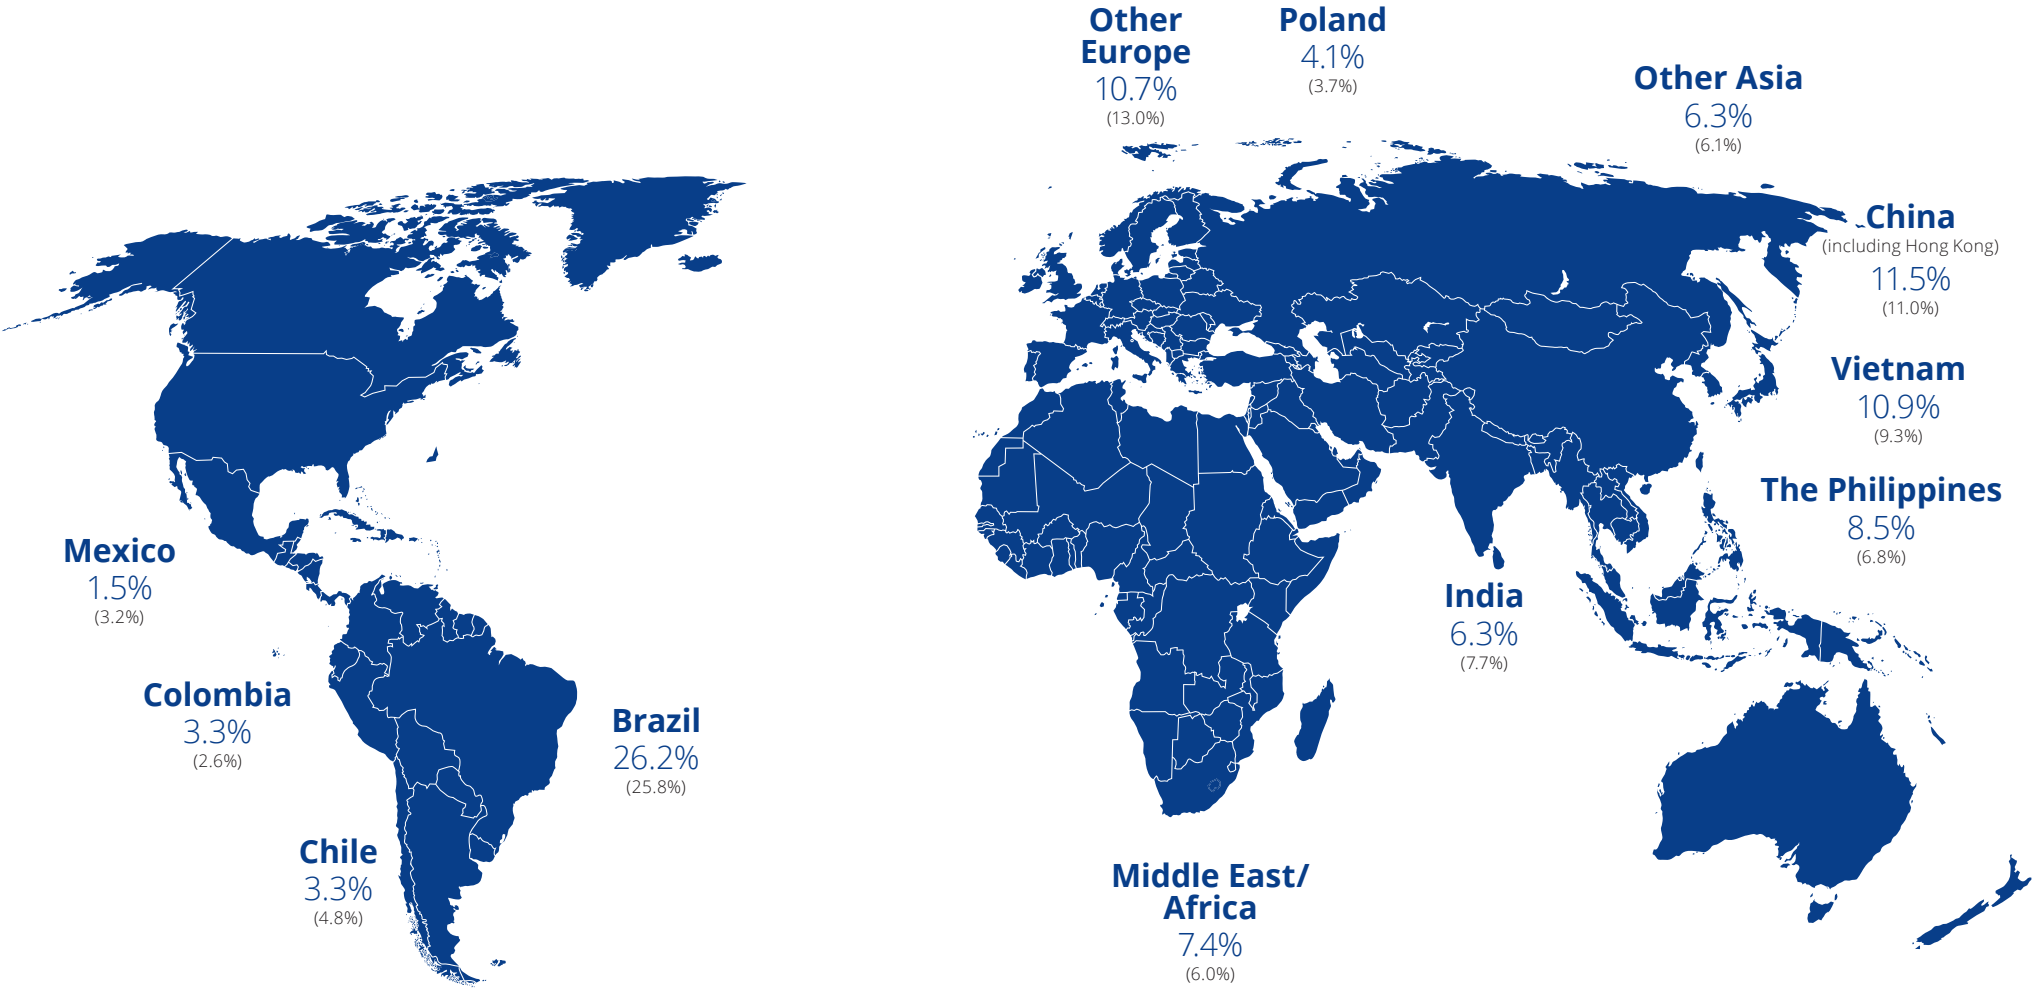 Other
Europe
10.7%
(13.0%)
Poland
4.1%
(3.7%)
Other Asia
6.3%
(6.1%)
China
(including Hong Kong)
11.5%
(11.0%)
Vietnam
10.9%
(9.3%)
The Philippines
8.5%
(6.8%)
India
6.3%
(7.7%)
Mexico
1.5%
(3.2%)
Colombia
3.3%
(2.6%)
Brazil
26.2%
(25.8%)
Chile
3.3%
(4.8%)
Middle East/
Africa
7.4%
(6.0%)